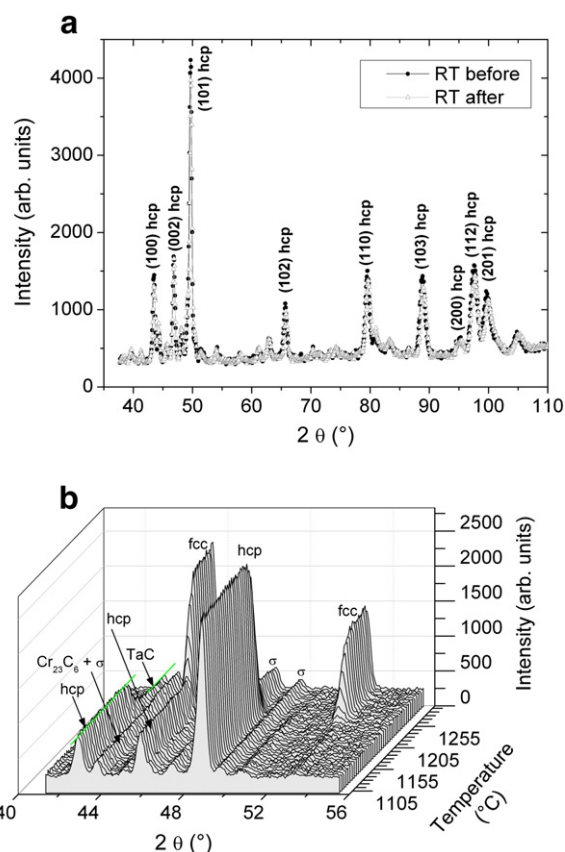 a
4000
3000
2000
1000
0
Intensity (arb. units)
RT before
RT after
(100) hcp
(002) hcp
(101) hcp
(102) hcp
(110) hcp
(103) hcp
(200) hcp
(112) hcp
(201) hcp
40 50 60 70 80 90 100 110
2 θ (°)
b
fcc
hcp
fcc
hcp
TaC
Cr23C6 + σ
hcp
σ
σ
2500
2000
1500
1000
500
0
Intensity (arb. units)
1255
1205
1155
1105
Temperature
(°C)
40 44 48 52 56
2 θ (°)